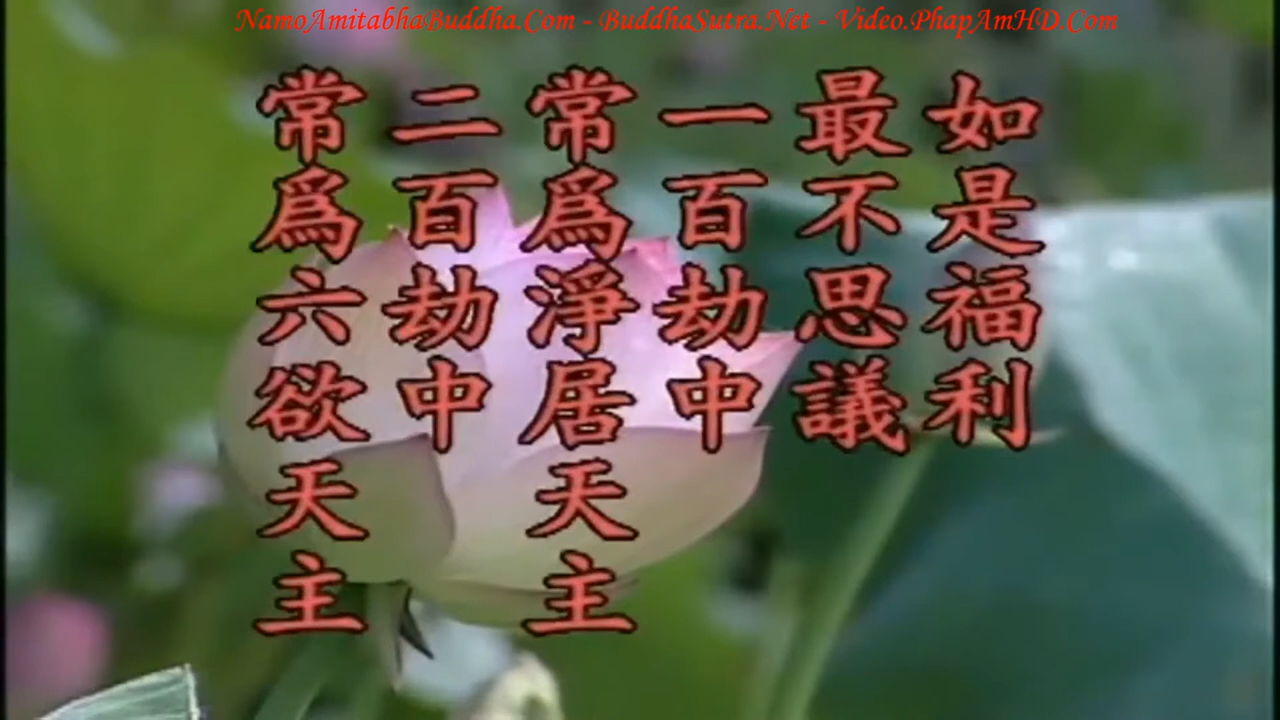 NamoAmitabhaBuddha.Com - BuddhaSutra.Net - Video.PhapAmHD.Com
如是福利
最不思議
一百劫中
常爲淨居天主
二百劫中
常爲六欲天主